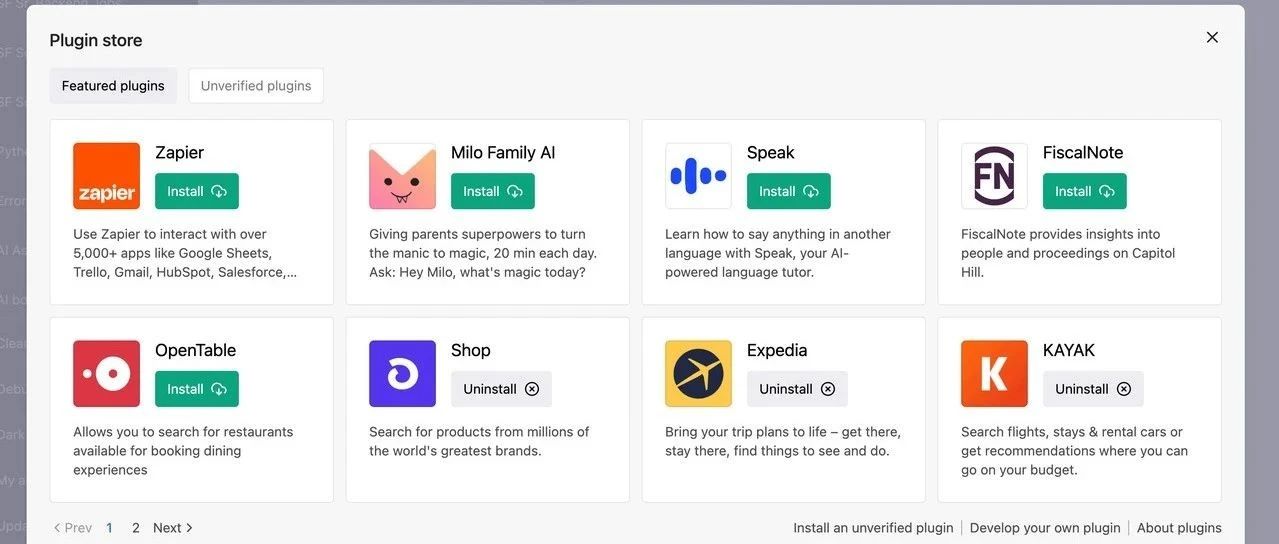 Plugin store
Featured plugins
Unverified plugins
Zapier
Install
zapier
Use Zapier to interact with over
5,000+ apps like Google Sheets,
Trello, Gmail, HubSpot, Salesforce,...
Milo Family AI
Install
Giving parents superpowers to turn
the manic to magic, 20 min each day.
Ask: Hey Milo, what's magic today?
Speak
Install
Learn how to say anything in another
language with Speak, your AI-
powered language tutor.
FiscalNote
Install
FN
FiscalNote provides insights into
people and proceedings on Capitol
Hill.
OpenTable
Install
Allows you to search for restaurants
available for booking dining
experiences
Shop
Uninstall
Search for products from millions of
the world's greatest brands.
Expedia
Uninstall
Bring your trip plans to life – get there,
stay there, find things to see and do.
KAYAK
Uninstall
K
Search flights, stays & rental cars or
get recommendations where you can
go on your budget.
Prev 1 2 Next
Install an unverified plugin | Develop your own plugin | About plugins